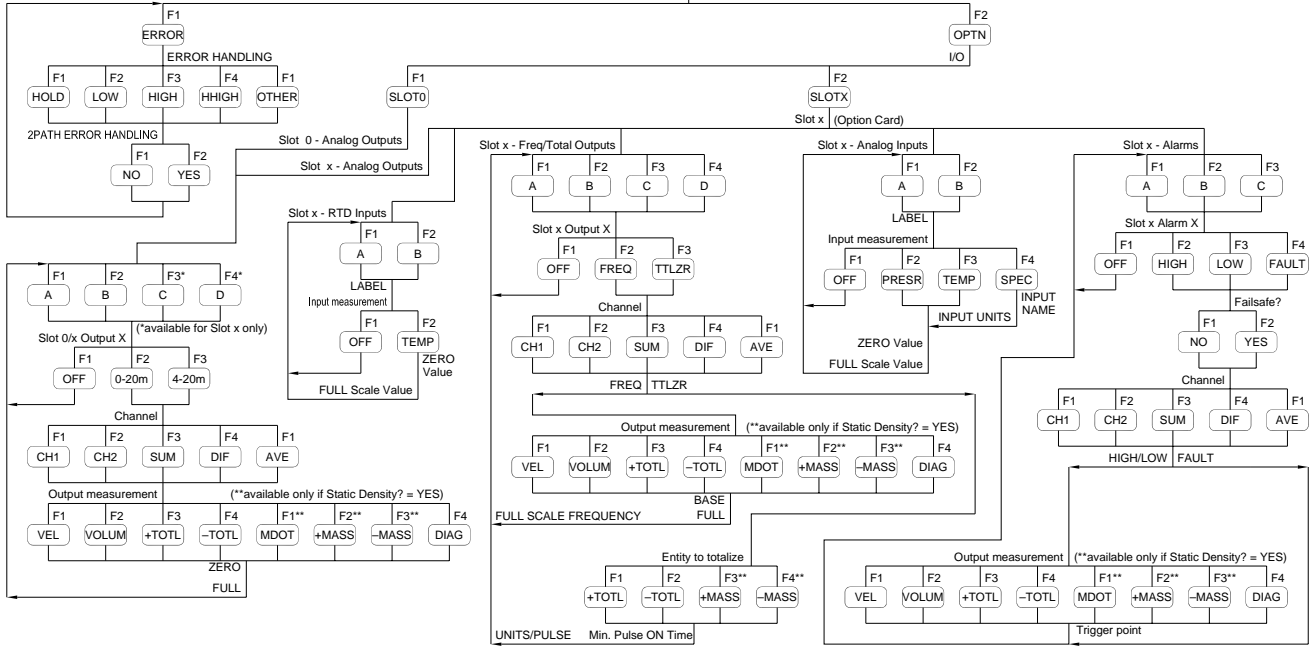 F1
ERROR
F2
OPTN
ERROR HANDLING
I/O
F1 F2 F3 F4 F1
HOLD LOW HIGH HHIGH OTHER
F1
SLOT0
F2
SLOTX
Slot x (Option Card)
2PATH ERROR HANDLING
F1 F2
NO YES
Slot 0 - Analog Outputs
Slot x - Analog Outputs
Slot x - RTD Inputs
F1 F2
A B
LABEL
Input measurement
F1 F2
OFF TEMP
ZERO
Value
FULL Scale Value
F1 F2 F3* F4*
A B C D
(*available for Slot x only)
Slot 0/x Output X
F1 F2 F3
OFF 0-20m 4-20m
Channel
F1 F2 F3 F4 F1
CH1 CH2 SUM DIF AVE
Output measurement (**available only if Static Density? = YES)
F1 F2 F3 F4 F1** F2** F3** F4
VEL VOLUM +TOTL –TOTL MDOT +MASS –MASS DIAG
ZERO
FULL
Slot x - Freq/Total Outputs
F1 F2 F3 F4
A B C D
Slot x Output X
F1 F2 F3
OFF FREQ TTLZR
Channel
F1 F2 F3 F4 F1
CH1 CH2 SUM DIF AVE
FREQ TTLZR
Output measurement (**available only if Static Density? = YES)
F1 F2 F3 F4 F1** F2** F3** F4
VEL VOLUM +TOTL –TOTL MDOT +MASS –MASS DIAG
BASE
FULL SCALE FREQUENCY FULL
Entity to totalize
F1 F2 F3** F4**
+TOTL –TOTL +MASS –MASS
UNITS/PULSE Min. Pulse ON Time
Slot x - Analog Inputs
F1 F2
A B
LABEL
Input measurement
F1 F2 F3 F4
OFF PRESR TEMP SPEC
INPUT
NAME
INPUT UNITS
ZERO Value
FULL Scale Value
Slot x - Alarms
F1 F2 F3
A B C
Slot x Alarm X
F1 F2 F3 F4
OFF HIGH LOW FAULT
Failsafe?
F1 F2
NO YES
Channel
F1 F2 F3 F4 F1
CH1 CH2 SUM DIF AVE
HIGH/LOW FAULT
Output measurement (**available only if Static Density? = YES)
F1 F2 F3 F4 F1** F2** F3** F4
VEL VOLUM +TOTL –TOTL MDOT +MASS –MASS DIAG
Trigger point